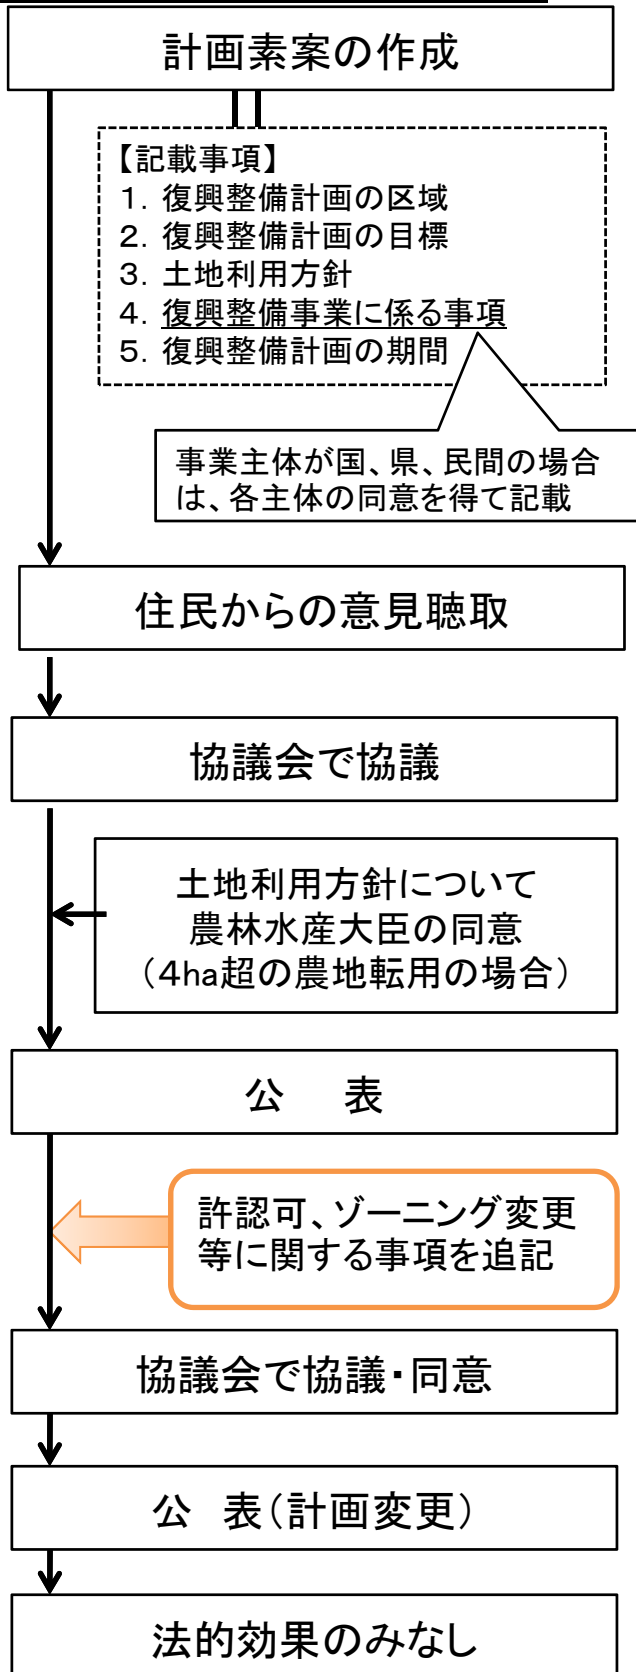 計画素案の作成
【記載事項】
１．復興整備計画の区域
２．復興整備計画の目標
３．土地利用方針
４．復興整備事業に係る事項
５．復興整備計画の期間
事業主体が国、県、民間の場合
は、各主体の同意を得て記載
住民からの意見聴取
協議会で協議
土地利用方針について
農林水産大臣の同意
（4ha超の農地転用の場合）
公　表
許認可、ゾーニング変更
等に関する事項を追記
協議会で協議・同意
公　表（計画変更）
法的効果のみなし